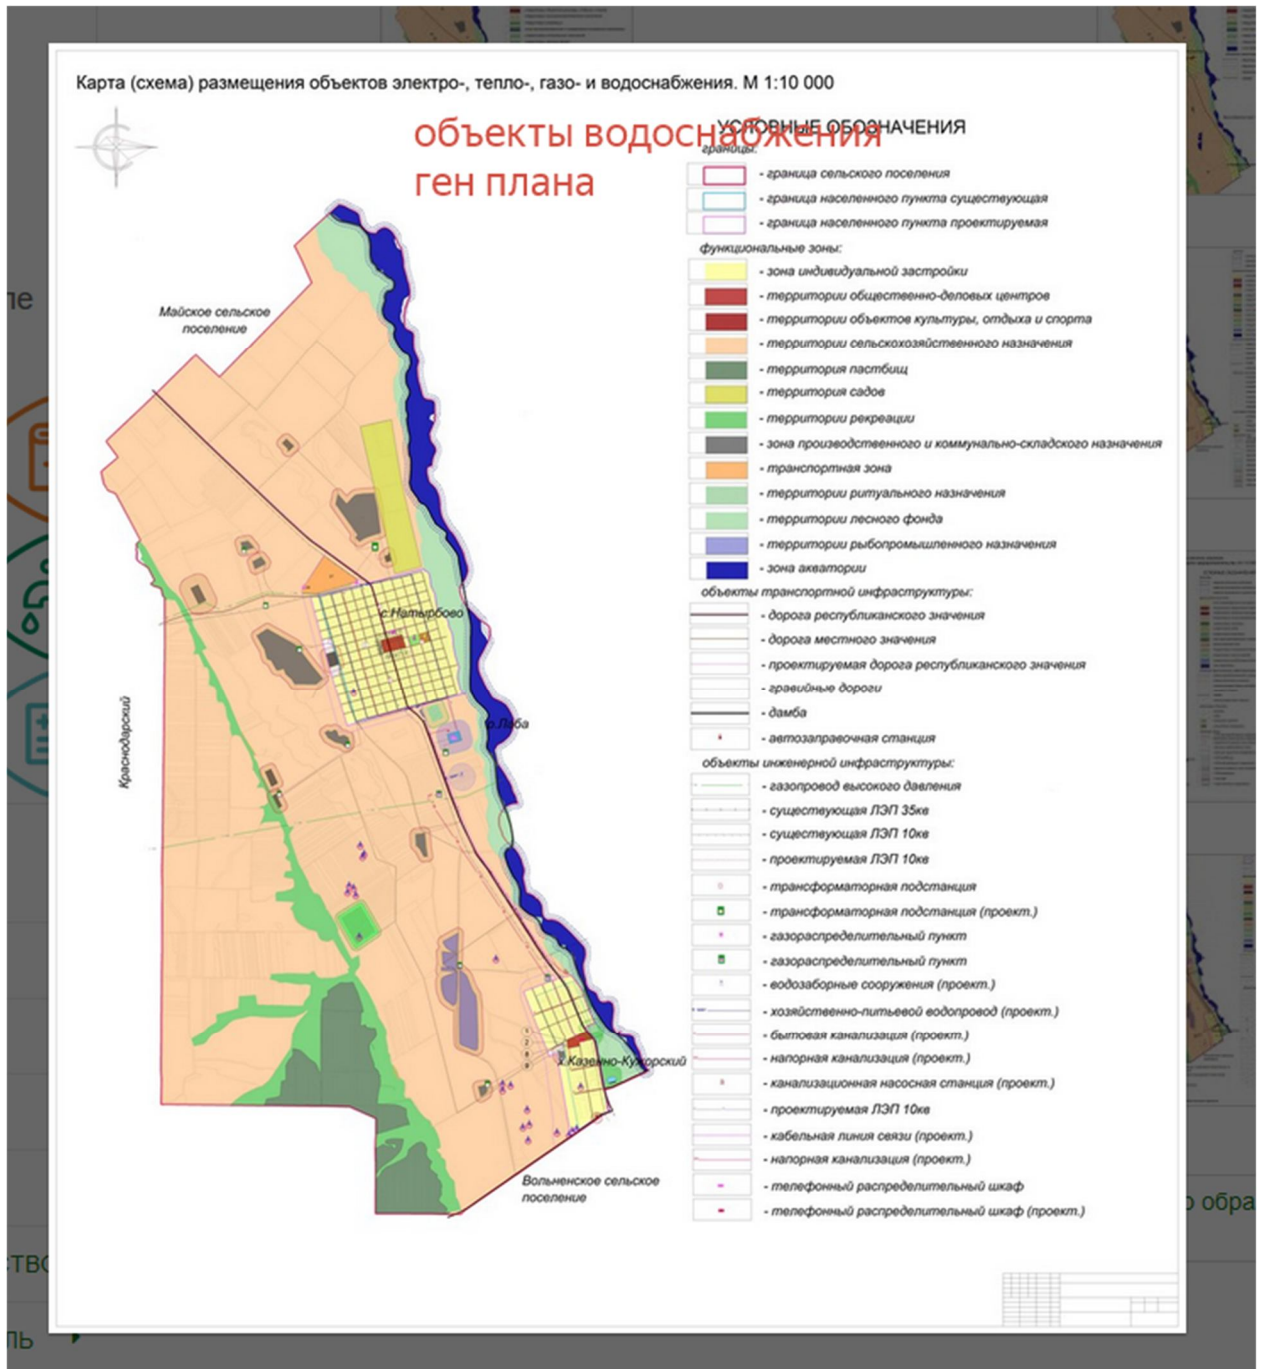 Карта (схема) размещения объектов электро-, тепло-, газо- и водоснабжения. М 1:10 000
объекты водоснабжения
ген плана
УСЛОВНЫЕ ОБОЗНАЧЕНИЯ
границы:
- граница сельского поселения
- граница населенного пункта существующая
- граница населенного пункта проектируемая
функциональные зоны:
- зона индивидуальной застройки
- территории общественно-деловых центров
- территории объектов культуры, отдыха и спорта
- территории сельскохозяйственного назначения
- территория пастбищ
- территория садов
- территории рекреации
- зона производственного и коммунально-складского назначения
- транспортная зона
- территории ритуального назначения
- территории лесного фонда
- территории рыбопромышленного назначения
- зона акватории
объекты транспортной инфраструктуры:
- дорога республиканского значения
- дорога местного значения
- проектируемая дорога республиканского значения
- гравийные дороги
- дамба
- автозаправочная станция
объекты инженерной инфраструктуры:
- газопровод высокого давления
- существующая ЛЭП 35кв
- существующая ЛЭП 10кв
- проектируемая ЛЭП 10кв
- трансформаторная подстанция
- трансформаторная подстанция (проект.)
- газораспределительный пункт
- газораспределительный пункт
- водозаборные сооружения (проект.)
- хозяйственно-питьевой водопровод (проект.)
- бытовая канализация (проект.)
- напорная канализация (проект.)
- канализационная насосная станция (проект.)
- проектируемая ЛЭП 10кв
- кабельная линия связи (проект.)
- напорная канализация (проект.)
- телефонный распределительный шкаф
- телефонный распределительный шкаф (проект.)
Майское сельское
поселение
с.Натырбово
Краснодарский
р.Лаба
х.Казенно-Кужорский
Вольненское сельское
поселение
ле
ство
ль
о обра